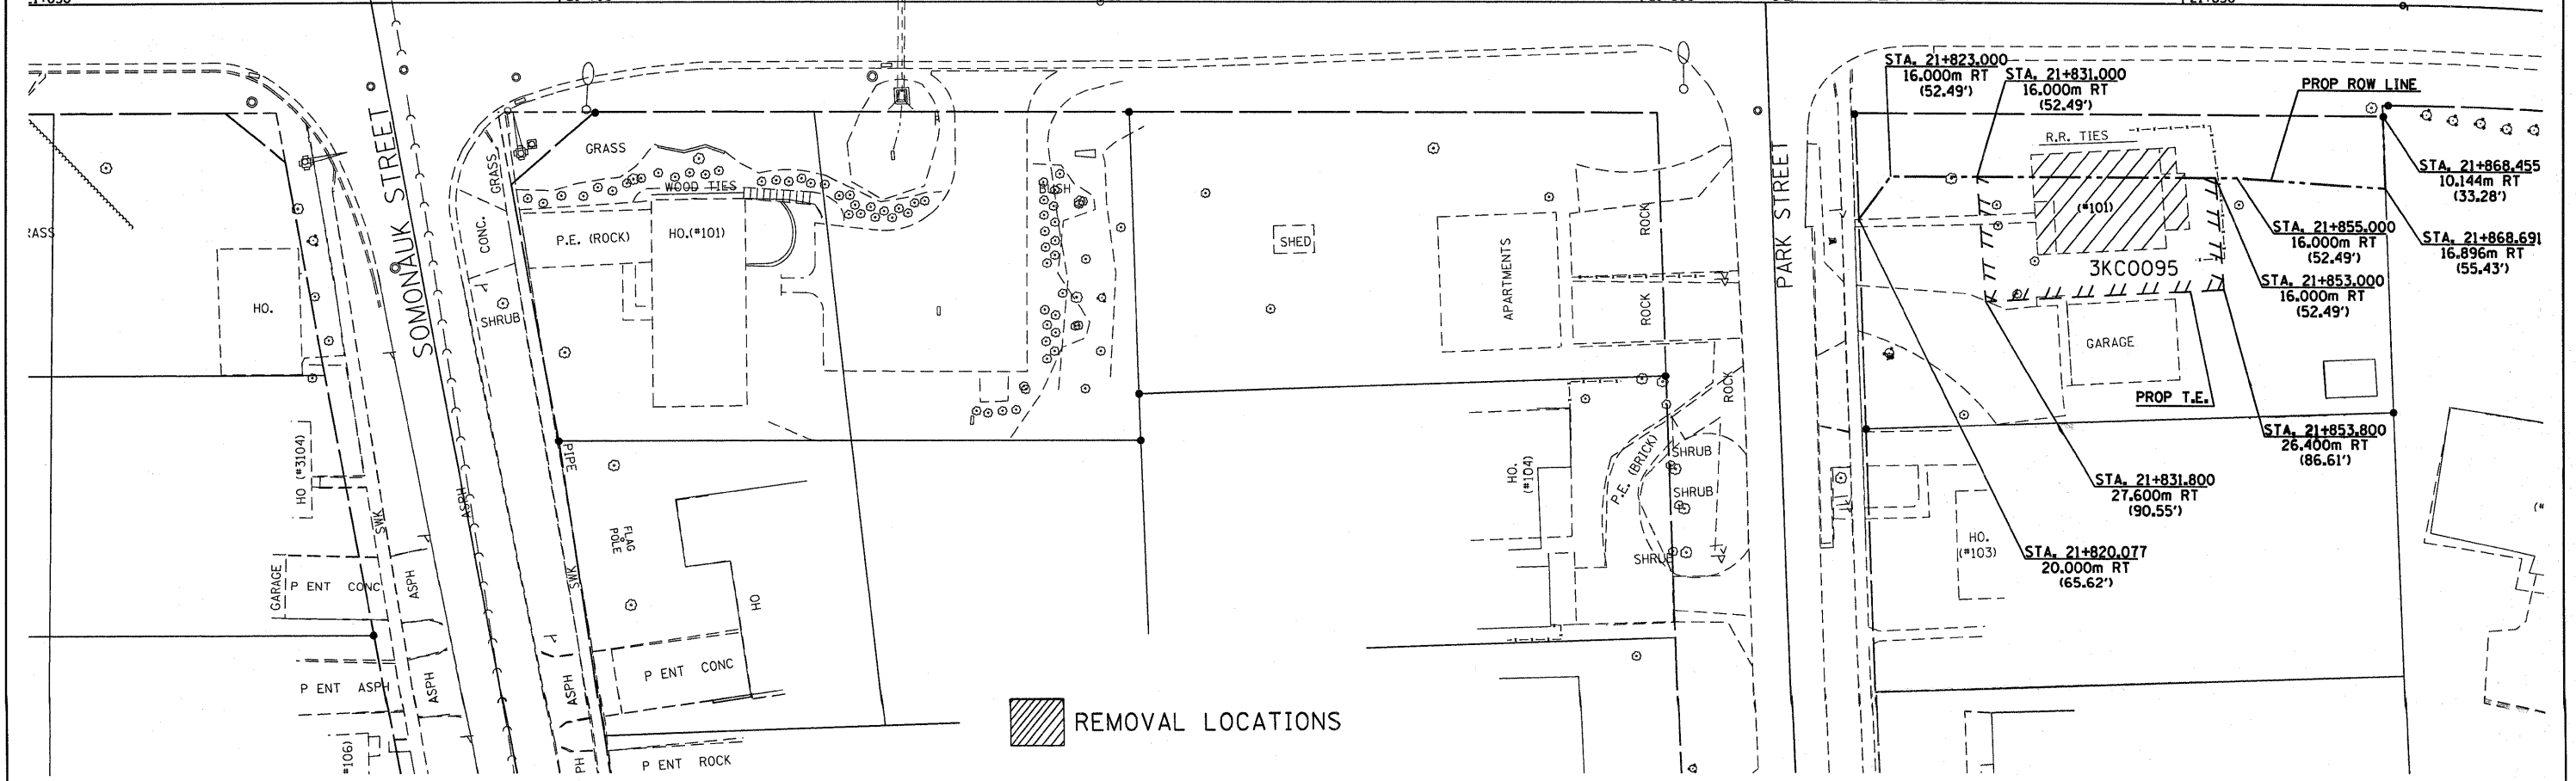 SOMONAUK STREET
PARK STREET
GRASS
GRASS
WOOD TIES
CONC.
P.E. (ROCK)
HO.(#101)
SHRUB
BUSH
SHED
APARTMENTS
ROCK
ROCK
ROCK
HO.
HO (#3104)
SWK
ASPH
GARAGE
P ENT CONC
ASPH
P ENT ASPH
ASPH
#106)
PIPE
FLAG
POLE
SWK
HO
P ENT CONC
ASPH
P ENT ROCK
HO.
(#104)
P.E. (BRICK)
SHRUB
SHRUB
SHRUB
STA. 21+823.000
16.000m RT
(52.49')
STA. 21+831.000
16.000m RT
(52.49')
PROP ROW LINE
R.R. TIES
(#101)
3KC0095
GARAGE
PROP T.E.
STA. 21+868.455
10.144m RT
(33.28')
STA. 21+855.000
16.000m RT
(52.49')
STA. 21+868.691
16.896m RT
(55.43')
STA. 21+853.000
16.000m RT
(52.49')
STA. 21+853.800
26.400m RT
(86.61')
STA. 21+831.800
27.600m RT
(90.55')
STA. 21+820.077
20.000m RT
(65.62')
HO.
(#103)
REMOVAL LOCATIONS